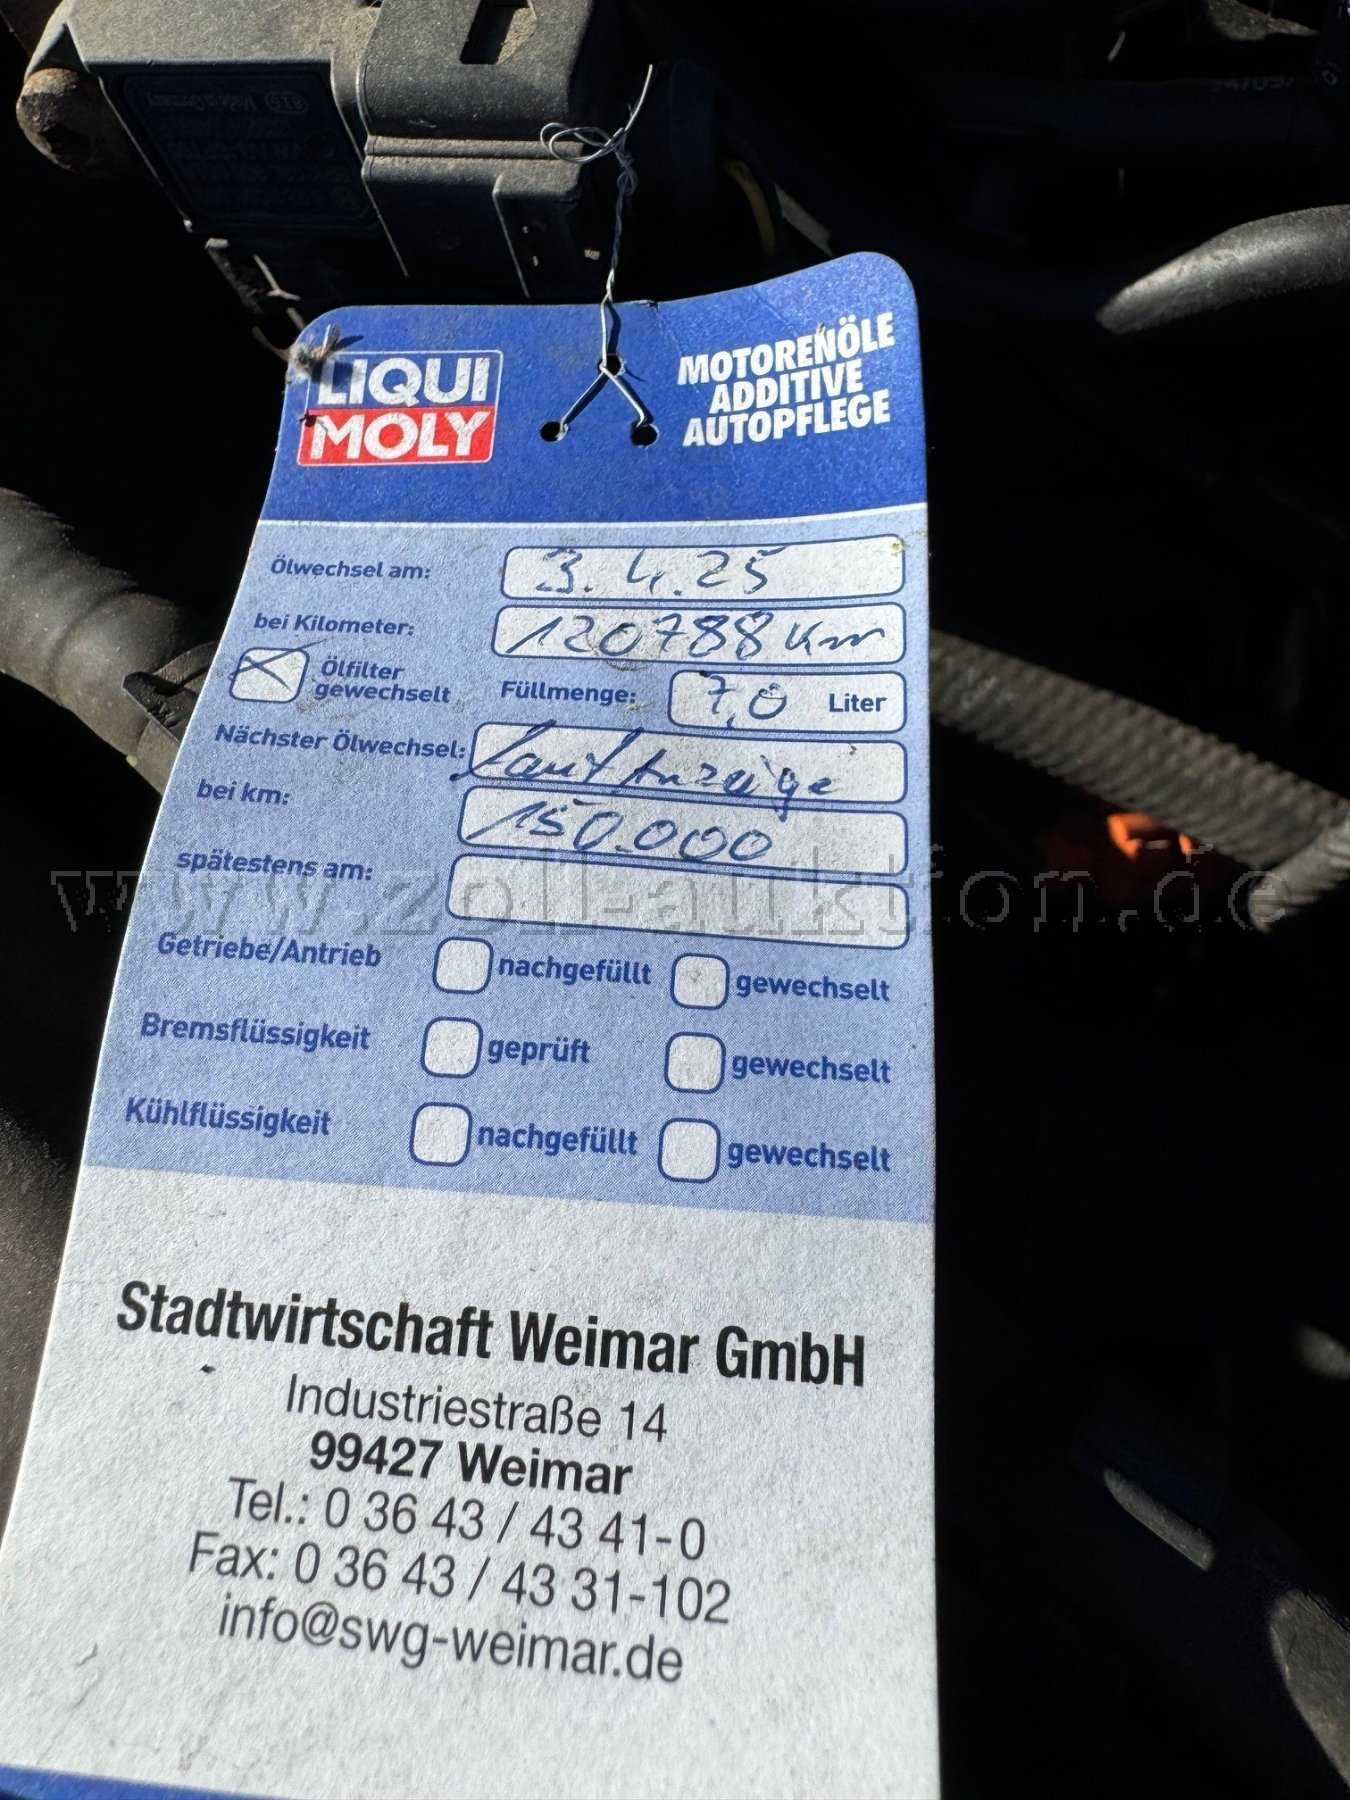 Made in Germany
LIQUI
MOLY
MOTORENÖLE
ADDITIVE
AUTOPFLEGE
Ölwechsel am: 3.4.25
bei Kilometer: 120788 Km
Ölfilter
gewechselt
Füllmenge: 7,0 Liter
Nächster Ölwechsel: laut Anzeige
bei km: 150.000
spätestens am:
Getriebe/Antrieb nachgefüllt gewechselt
Bremsflüssigkeit geprüft gewechselt
Kühlflüssigkeit nachgefüllt gewechselt
www.zoll-auktion.de
Stadtwirtschaft Weimar GmbH
Industriestraße 14
99427 Weimar
Tel.: 0 36 43 / 43 41-0
Fax: 0 36 43 / 43 31-102
info@swg-weimar.de